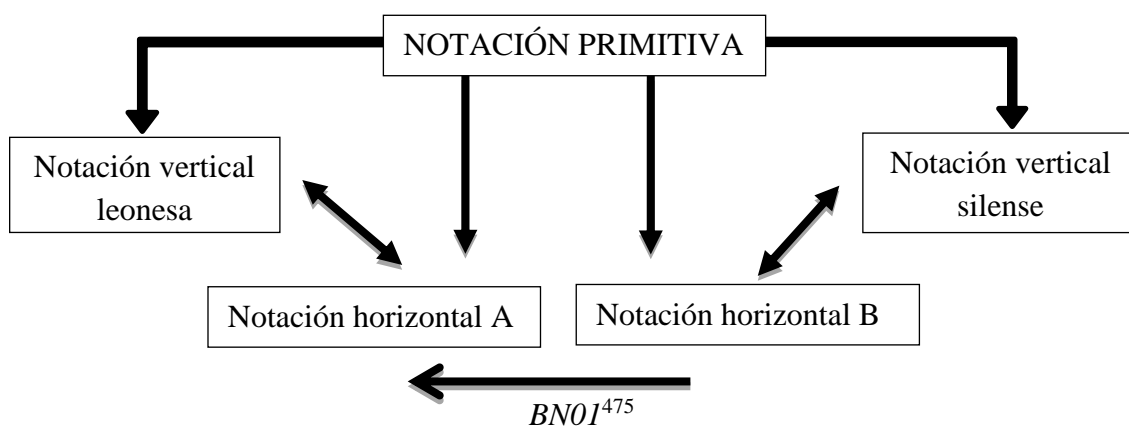 NOTACIÓN PRIMITIVA
Notación vertical
leonesa
Notación vertical
silense
Notación horizontal A
Notación horizontal B
BN01⁴⁷⁵